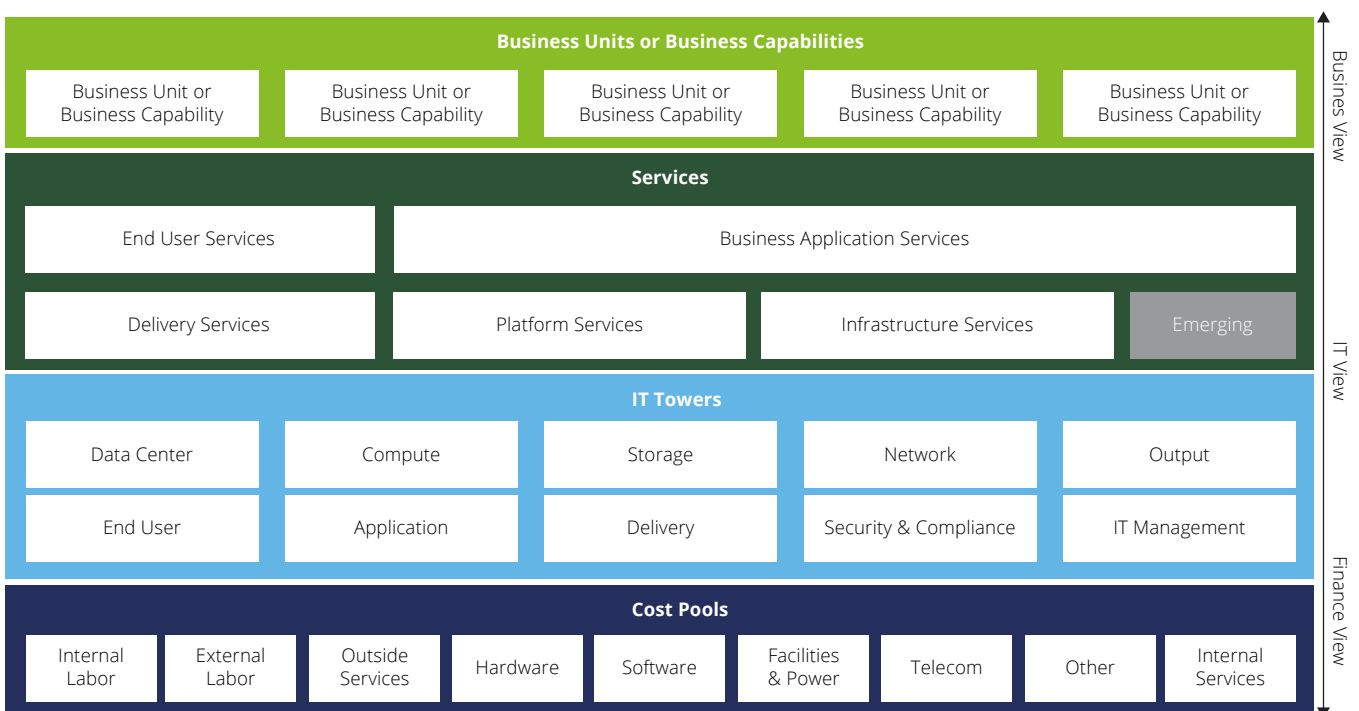 Business Units or Business Capabilities
Business Unit or
Business Capability
Business Unit or
Business Capability
Business Unit or
Business Capability
Business Unit or
Business Capability
Business Unit or
Business Capability
Services
End User Services
Business Application Services
Delivery Services
Platform Services
Infrastructure Services
Emerging
IT Towers
Data Center
Compute
Storage
Network
Output
End User
Application
Delivery
Security & Compliance
IT Management
Cost Pools
Internal
Labor
External
Labor
Outside
Services
Hardware
Software
Facilities
& Power
Telecom
Other
Internal
Services
Busines View
IT View
Finance View